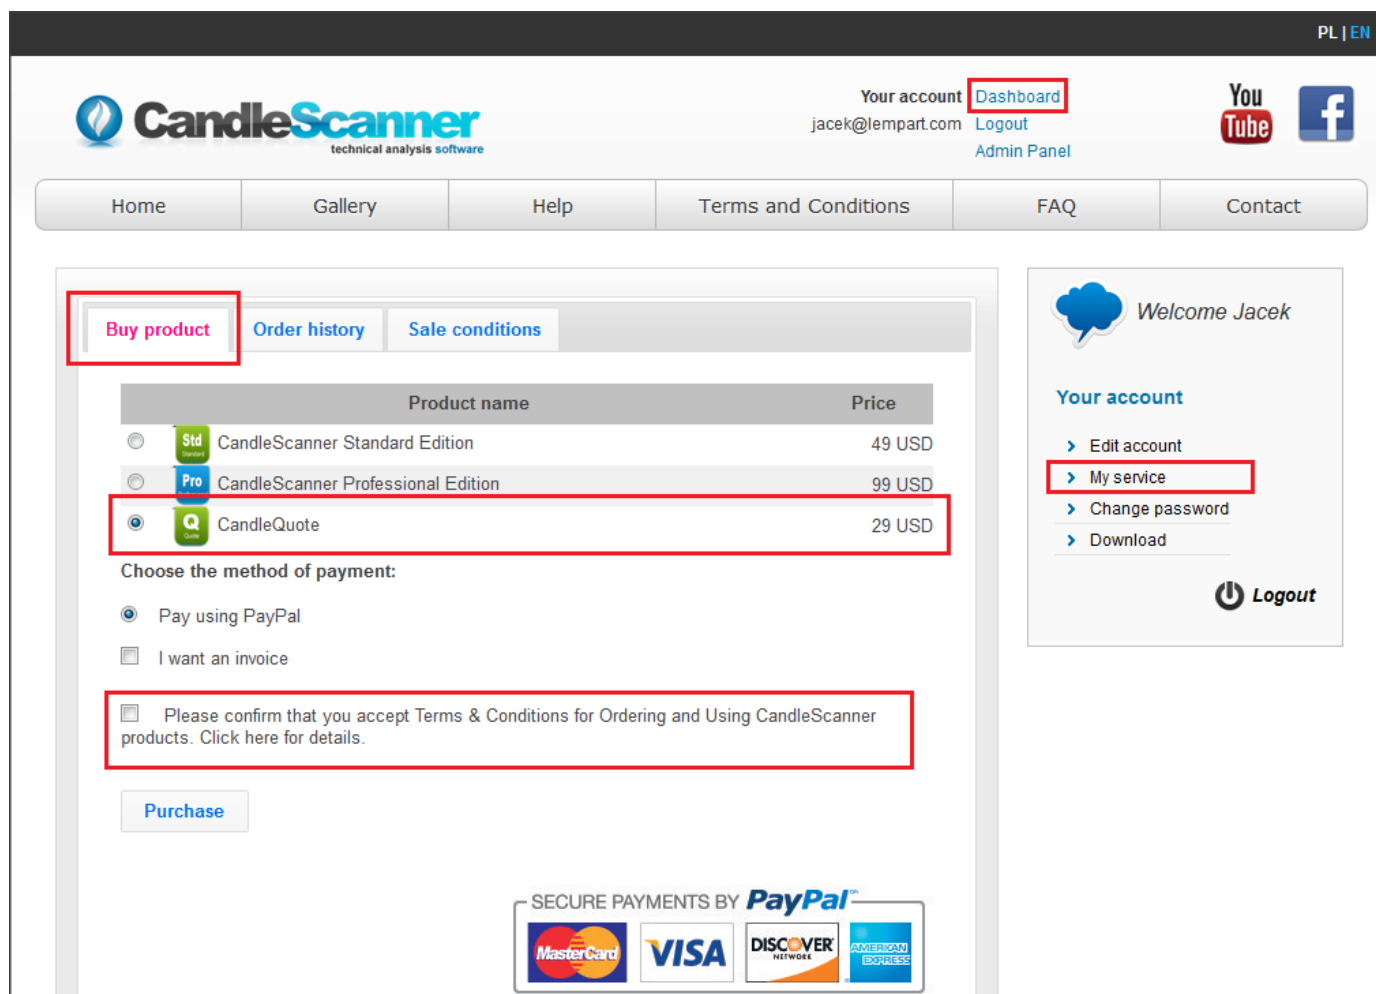 PL | EN
CandleScanner
technical analysis software
Your account Dashboard
jacek@lempart.com Logout
Admin Panel
You
Tube
f
Home Gallery Help Terms and Conditions FAQ Contact
Buy product Order history Sale conditions
Product name Price
Std
CandleScanner Standard Edition 49 USD
Pro
CandleScanner Professional Edition 99 USD
Q
CandleQuote 29 USD
Choose the method of payment:
Pay using PayPal
I want an invoice
Please confirm that you accept Terms & Conditions for Ordering and Using CandleScanner
products. Click here for details.
Purchase
SECURE PAYMENTS BY PayPal
MasterCard VISA DISCOVER NETWORK AMERICAN EXPRESS
Welcome Jacek
Your account
Edit account
My service
Change password
Download
Logout